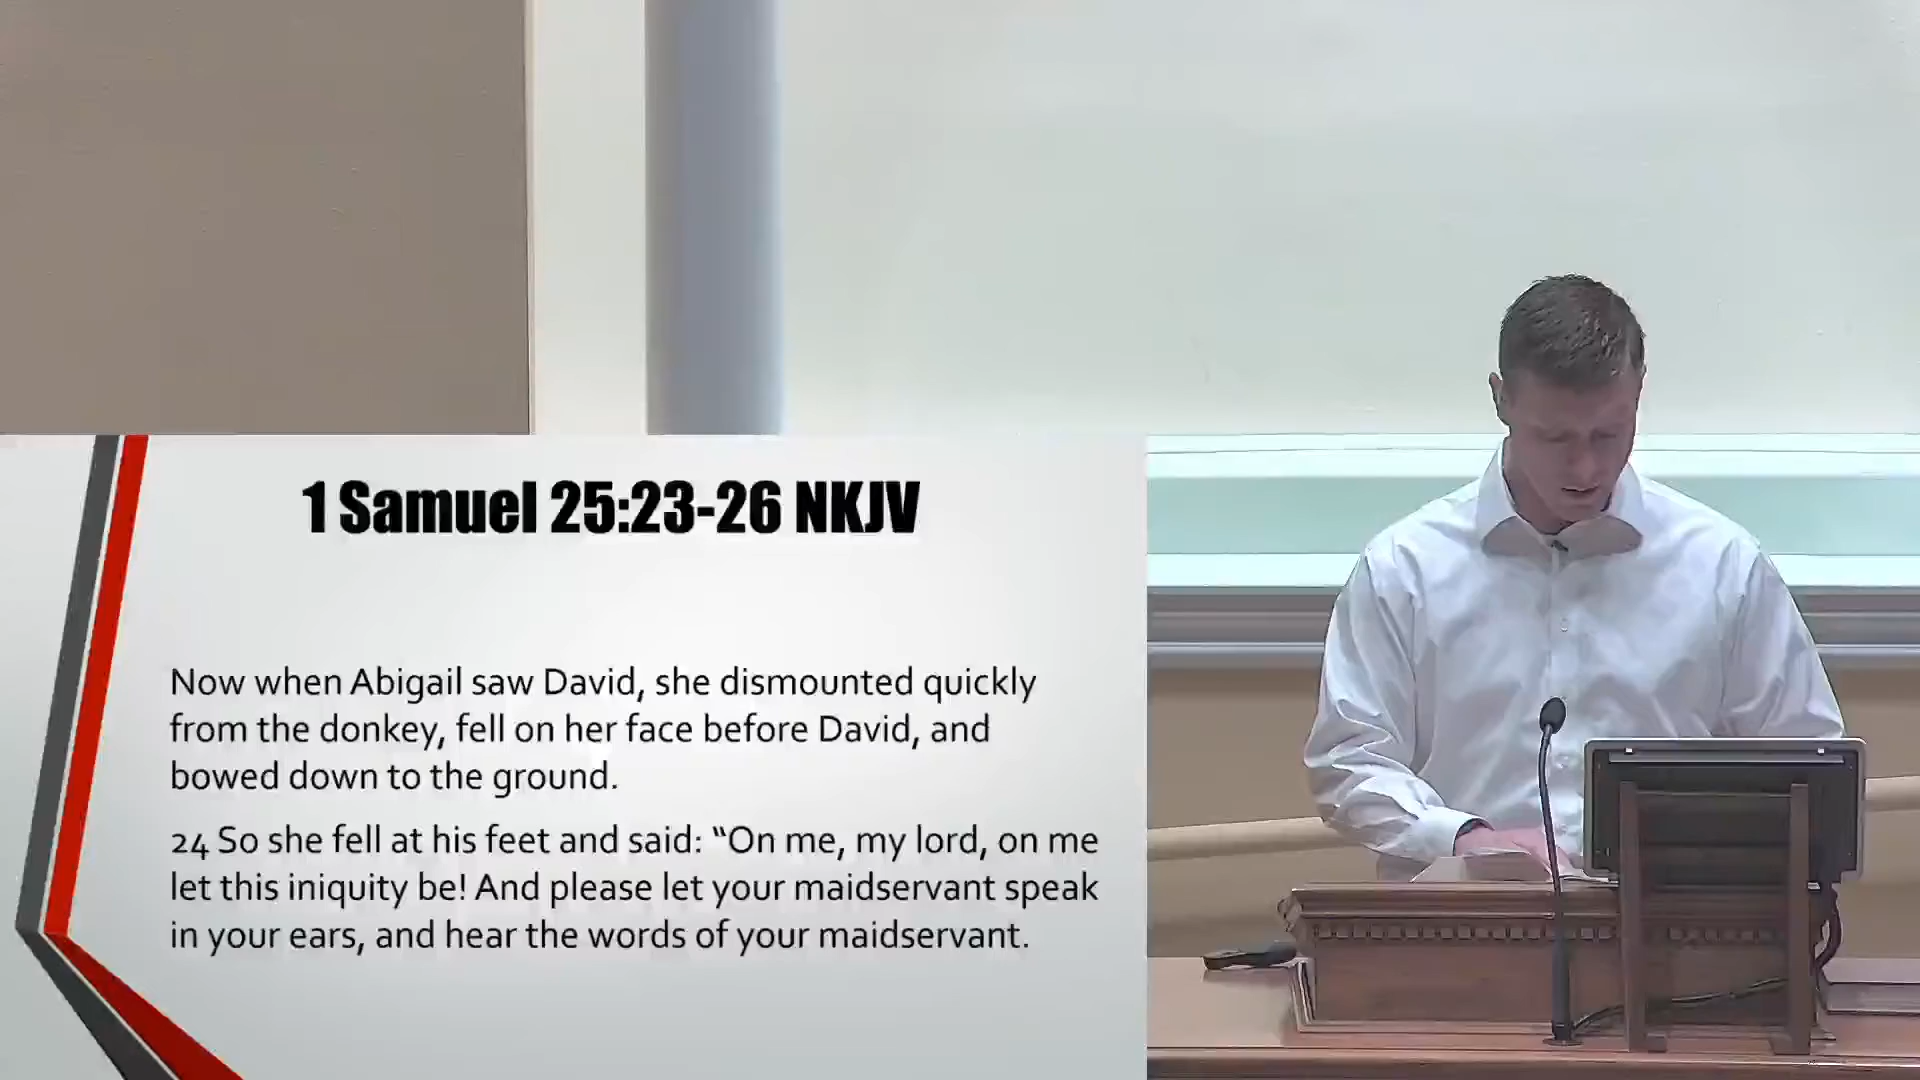 1 Samuel 25:23-26 NKJV
Now when Abigail saw David, she dismounted quickly
from the donkey, fell on her face before David, and
bowed down to the ground.
24 So she fell at his feet and said: “On me, my lord, on me
let this iniquity be! And please let your maidservant speak
in your ears, and hear the words of your maidservant.